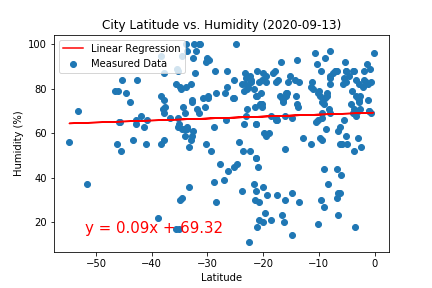 City Latitude vs. Humidity (2020-09-13)
Linear Regression
Measured Data
Humidity (%)
100
80
60
40
20
y = 0.09x + 69.32
−50
−40
−30
−20
−10
0
Latitude